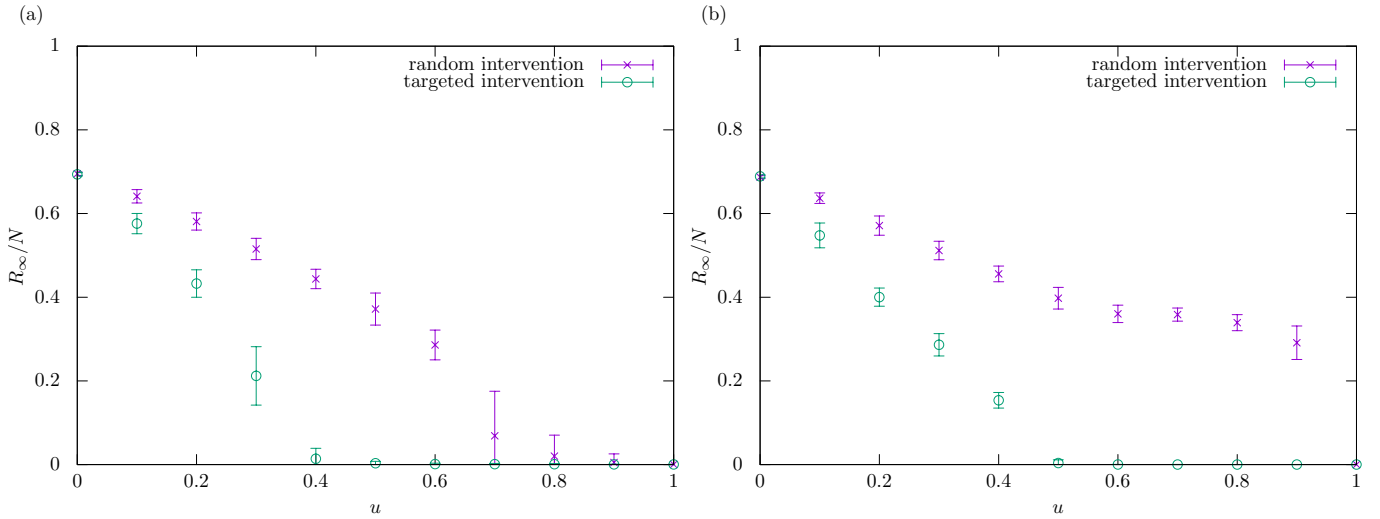 (a)
1
0.8
0.6
0.4
0.2
0
R∞/N
0 0.2 0.4 0.6 0.8 1
u
random intervention
targeted intervention
(b)
1
0.8
0.6
0.4
0.2
0
R∞/N
0 0.2 0.4 0.6 0.8 1
u
random intervention
targeted intervention